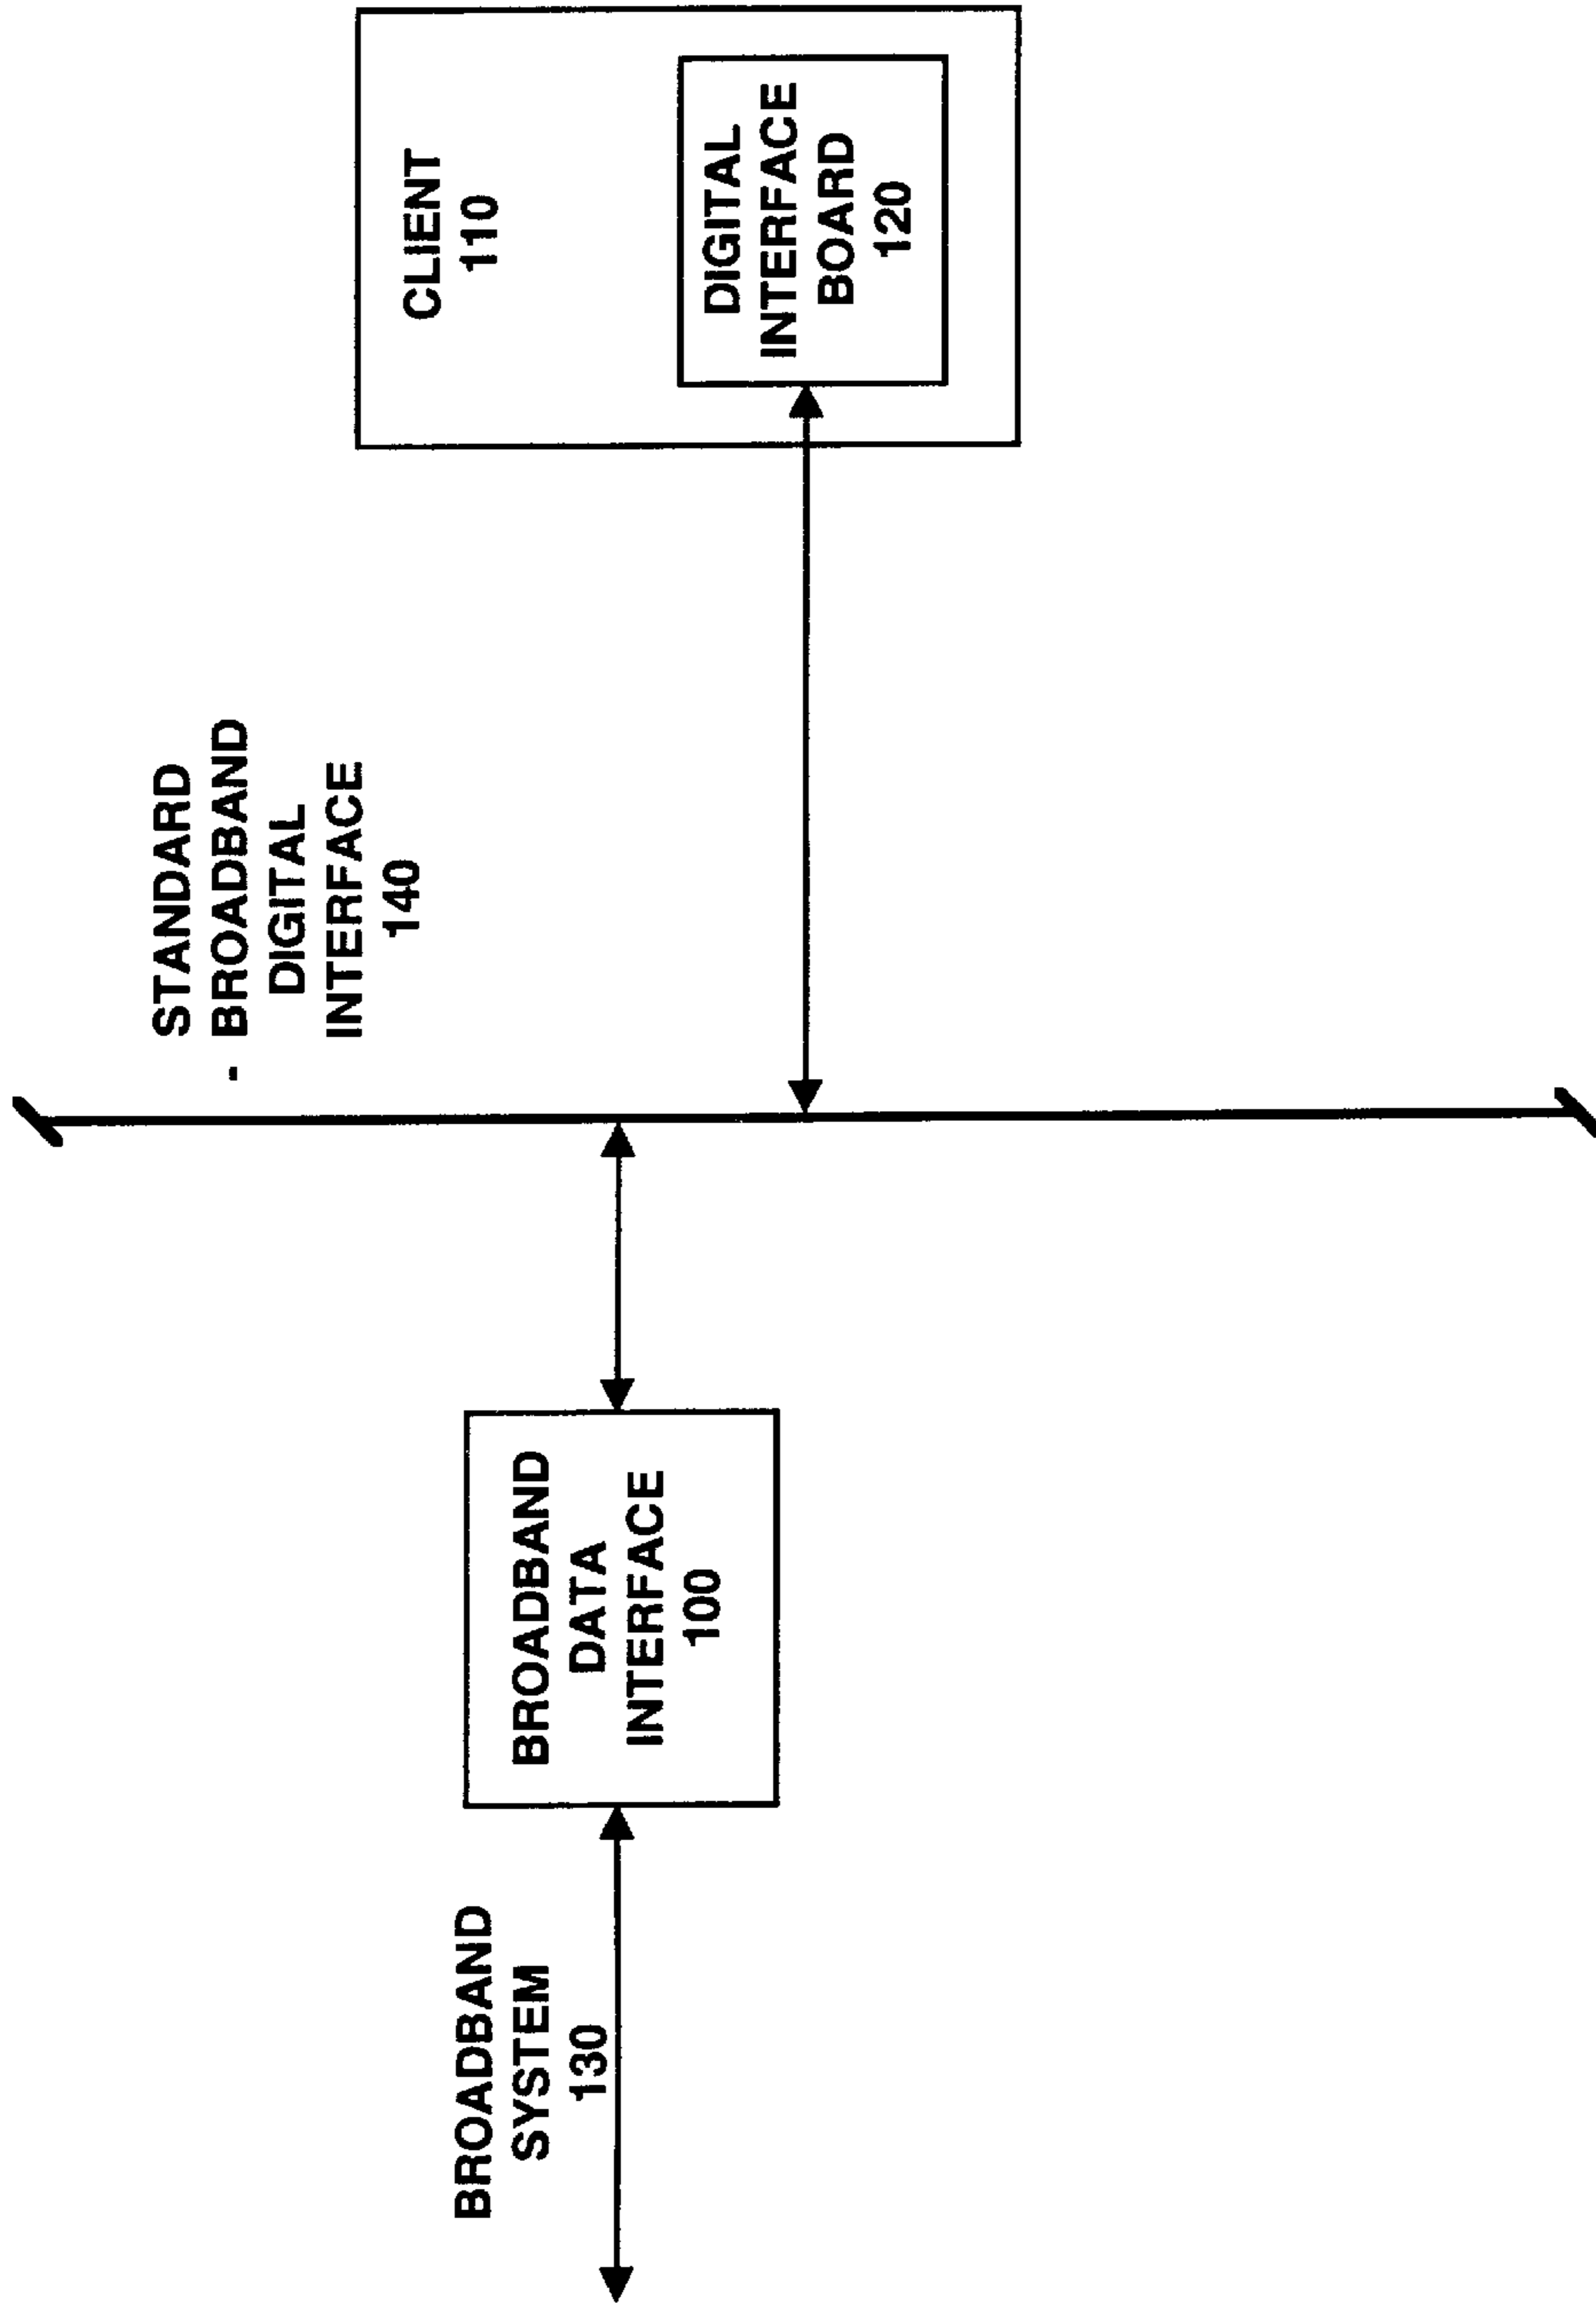 BROADBAND
SYSTEM
130
BROADBAND
DATA
INTERFACE
100
STANDARD
BROADBAND
DIGITAL
INTERFACE
140
CLIENT
110
DIGITAL
INTERFACE
BOARD
120